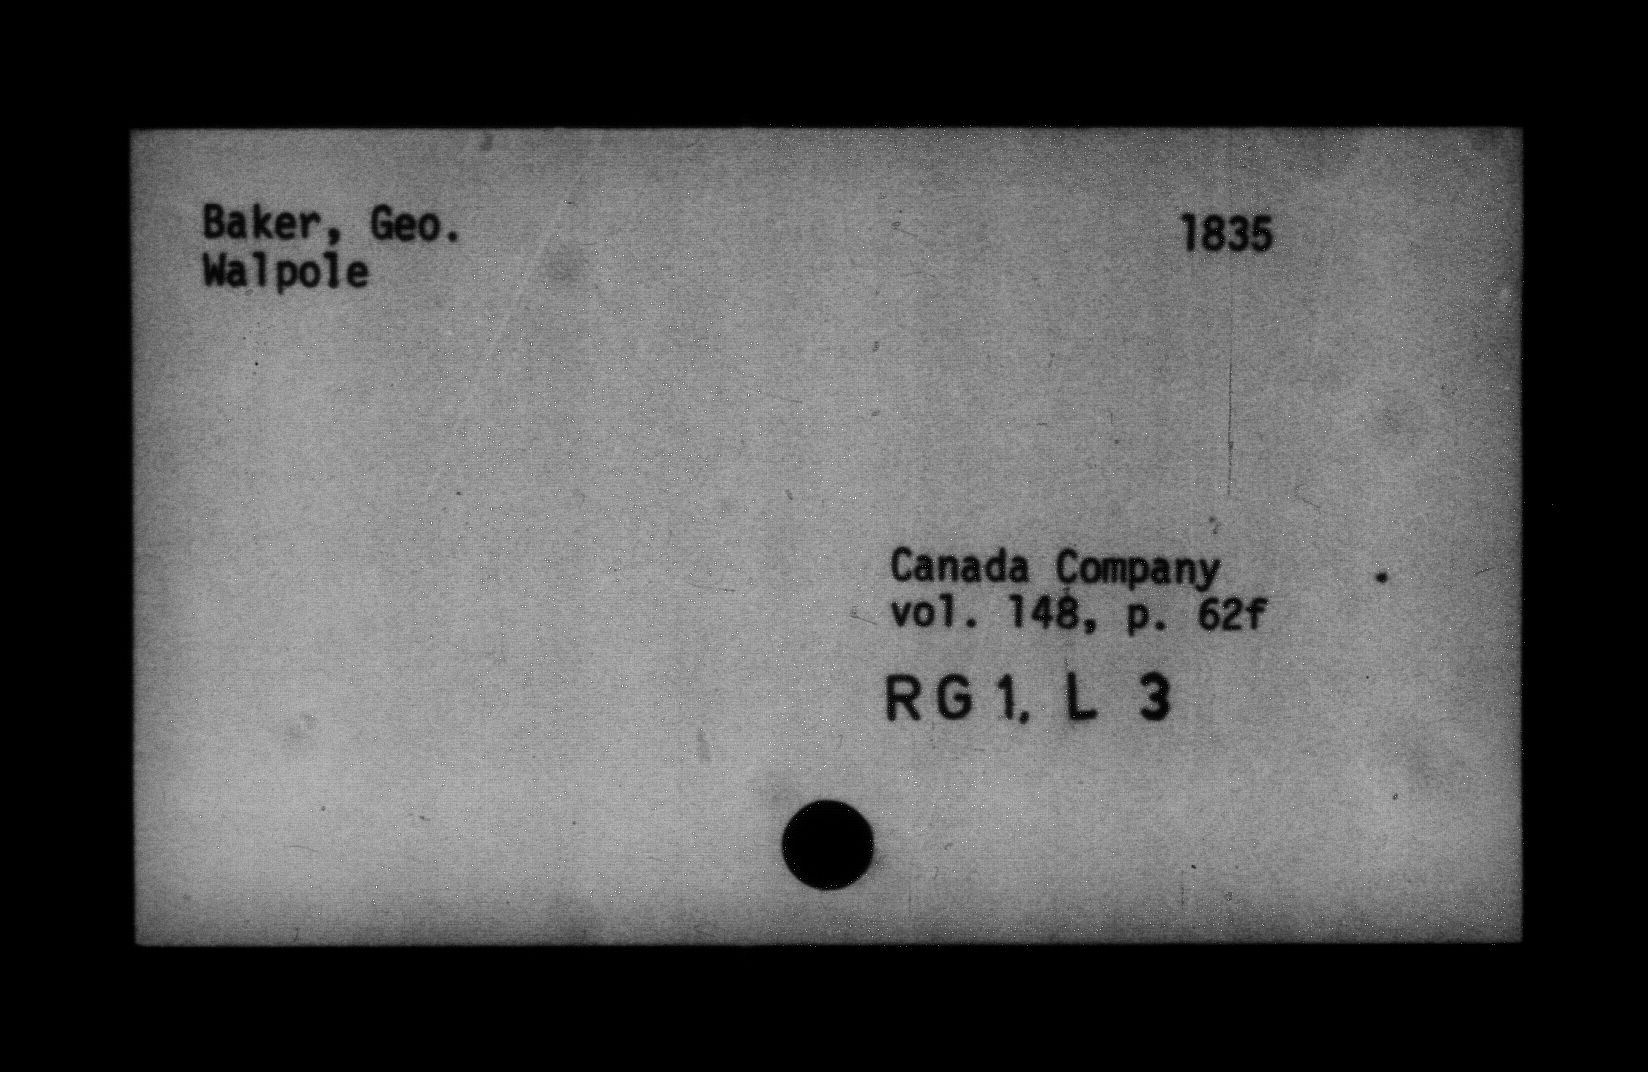 Baker, Geo. 1835
Walpole
Canada Company
vol. 148, p. 62f
RG 1, L 3